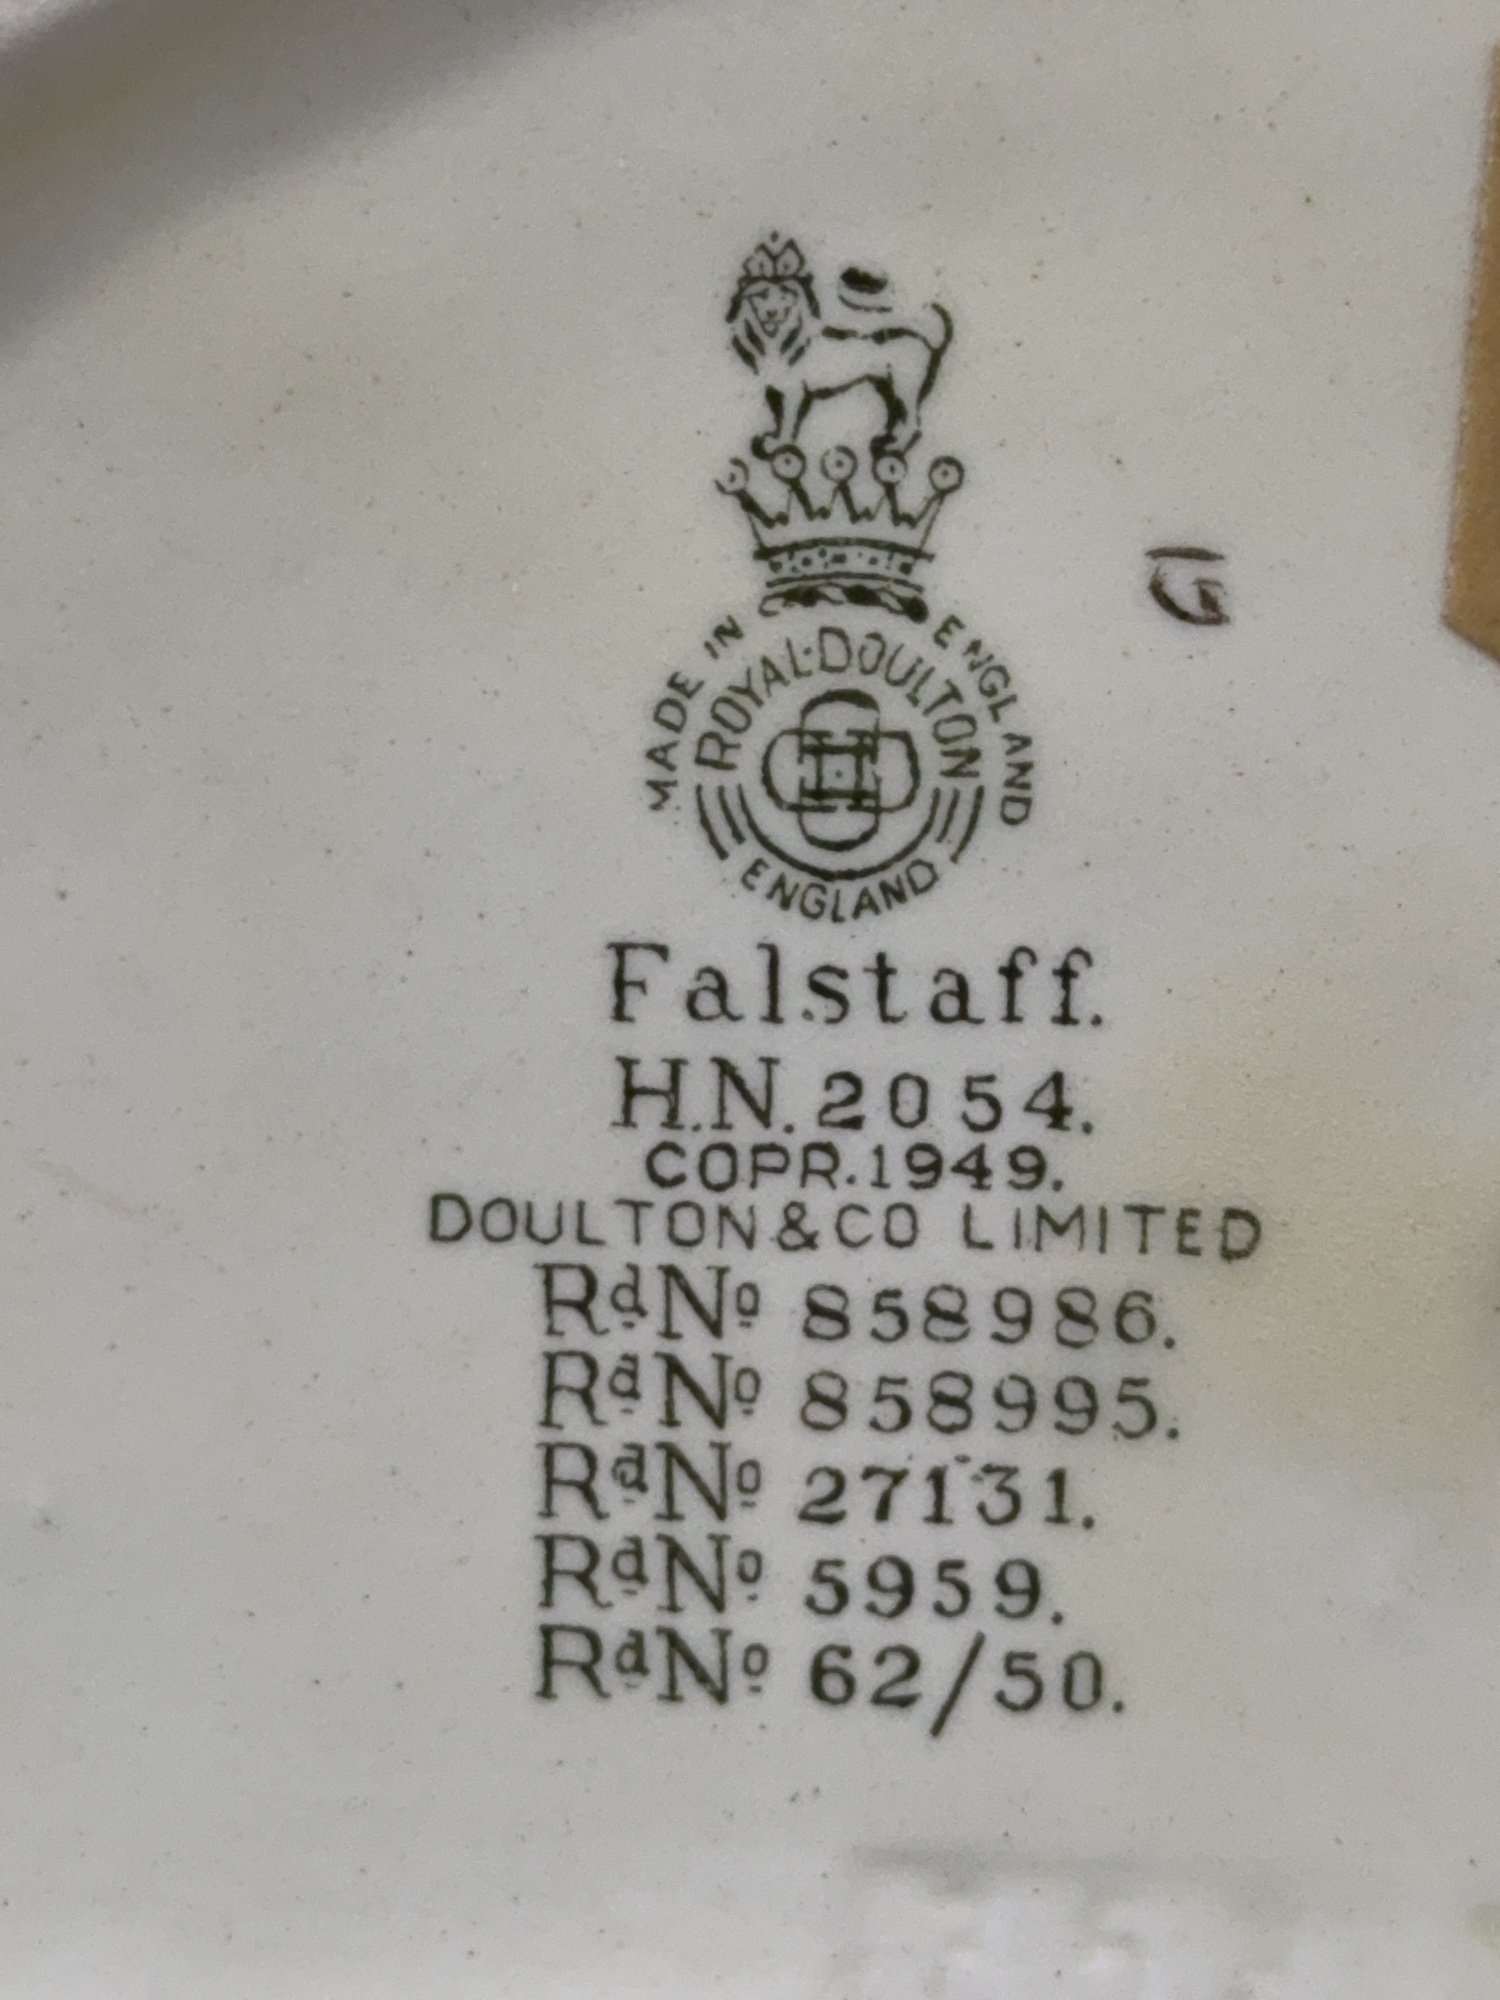 MADE IN ENGLAND
ROYAL·DOULTON
ENGLAND
G
Falstaff.
H.N. 2054.
COPR. 1949.
DOULTON & CO LIMITED
Rd No 858986.
Rd No 858995.
Rd No 27131.
Rd No 5959.
Rd No 62/50.